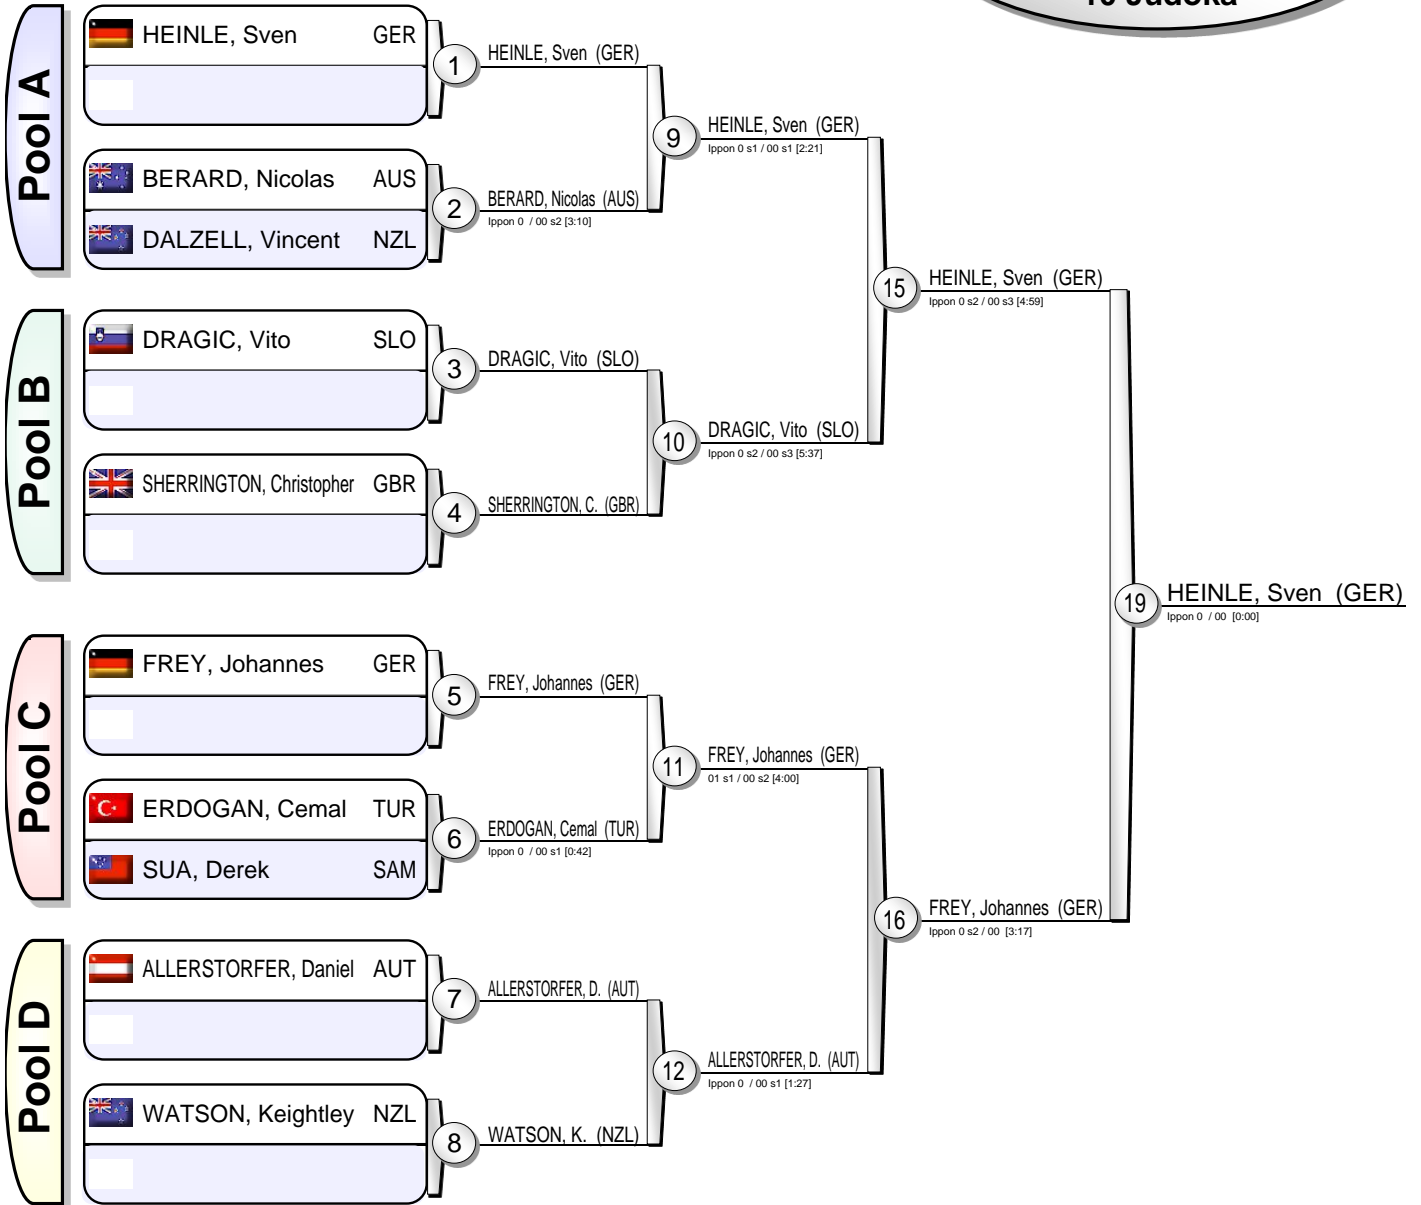 10 Judoka
Pool A
HEINLE, Sven GER
BERARD, Nicolas AUS
DALZELL, Vincent NZL
1
HEINLE, Sven (GER)
2
BERARD, Nicolas (AUS)
Ippon 0 / 00 s2 [3:10]
9
HEINLE, Sven (GER)
Ippon 0 s1 / 00 s1 [2:21]
Pool B
DRAGIC, Vito SLO
SHERRINGTON, Christopher GBR
3
DRAGIC, Vito (SLO)
4
SHERRINGTON, C. (GBR)
10
DRAGIC, Vito (SLO)
Ippon 0 s2 / 00 s3 [5:37]
15
HEINLE, Sven (GER)
Ippon 0 s2 / 00 s3 [4:59]
Pool C
FREY, Johannes GER
ERDOGAN, Cemal TUR
SUA, Derek SAM
5
FREY, Johannes (GER)
6
ERDOGAN, Cemal (TUR)
Ippon 0 / 00 s1 [0:42]
11
FREY, Johannes (GER)
01 s1 / 00 s2 [4:00]
Pool D
ALLERSTORFER, Daniel AUT
WATSON, Keightley NZL
7
ALLERSTORFER, D. (AUT)
8
WATSON, K. (NZL)
12
ALLERSTORFER, D. (AUT)
Ippon 0 / 00 s1 [1:27]
16
FREY, Johannes (GER)
Ippon 0 s2 / 00 [3:17]
19
HEINLE, Sven (GER)
Ippon 0 / 00 [0:00]